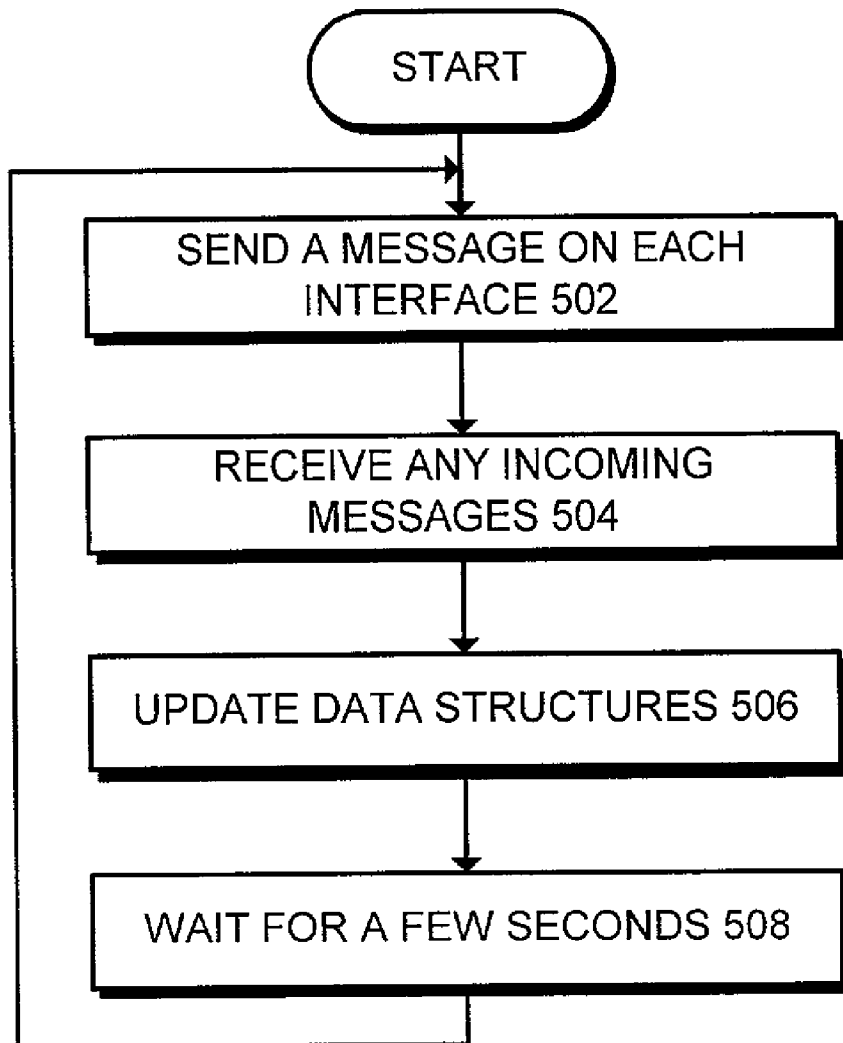 START
SEND A MESSAGE ON EACH
INTERFACE 502
RECEIVE ANY INCOMING
MESSAGES 504
UPDATE DATA STRUCTURES 506
WAIT FOR A FEW SECONDS 508